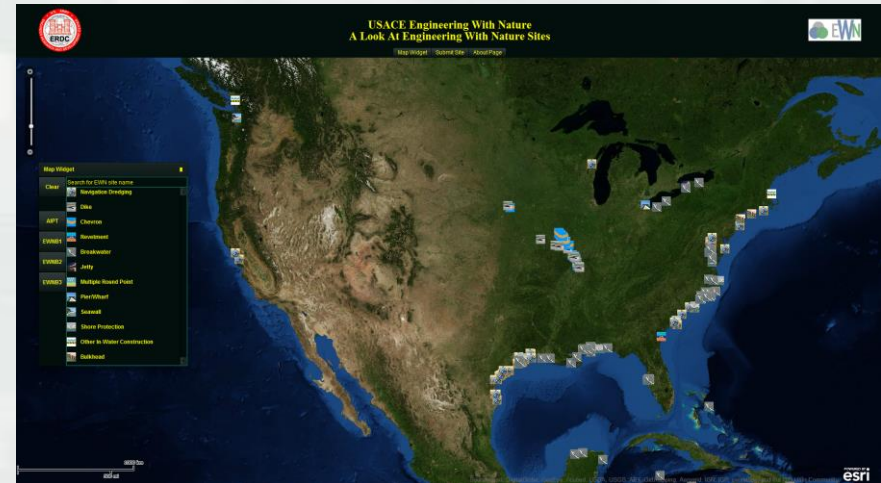 USACE Engineering With Nature
A Look At Engineering With Nature Sites
ERDC
EWN
Map Widget Submit Site About Page
Map Widget
Search for EWN site name
Clear
AIPT
EWNB1
EWNB2
EWNB3
Navigation Dredging
Dike
Chevron
Revetment
Breakwater
Jetty
Multiple Round Point
Pier/Wharf
Seawall
Shore Protection
Other In Water Construction
Bulkhead
POWERED BY
esri